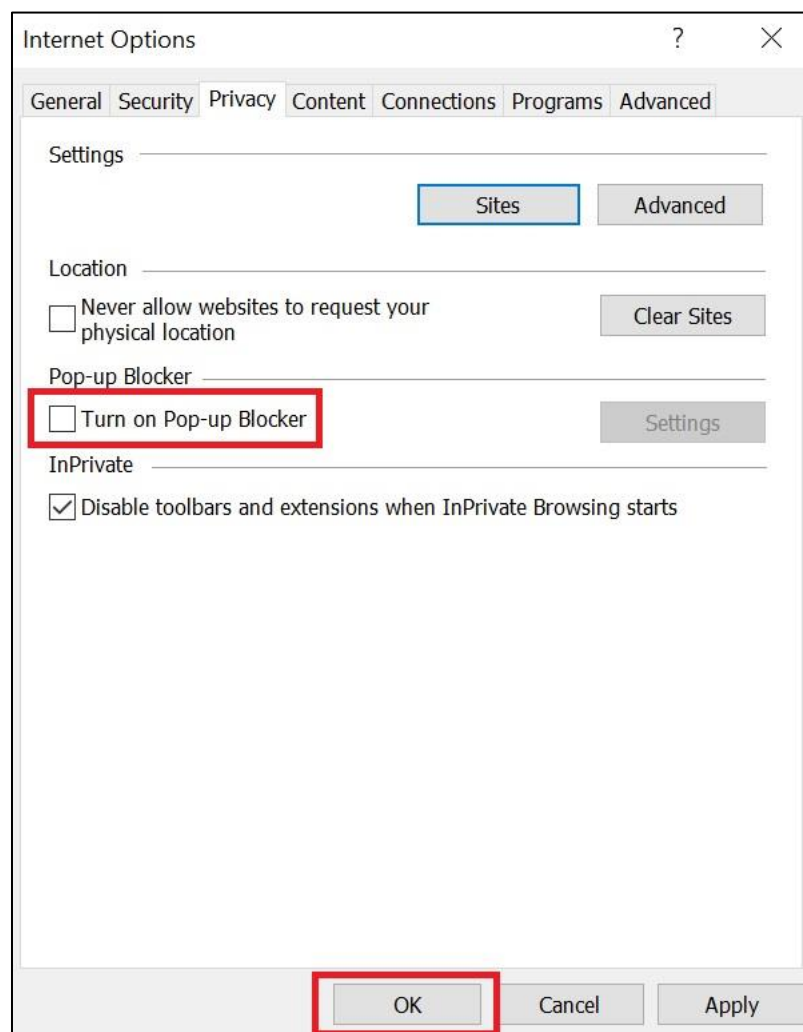 Internet Options
?
General Security Privacy Content Connections Programs Advanced
Settings
Sites Advanced
Location
Never allow websites to request your
physical location
Clear Sites
Pop-up Blocker
Turn on Pop-up Blocker Settings
InPrivate
Disable toolbars and extensions when InPrivate Browsing starts
OK Cancel Apply